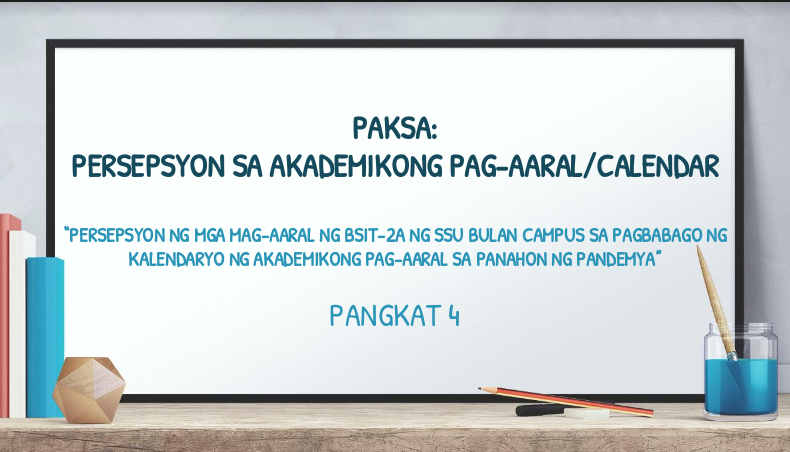 PAKSA:
PERSEPSYON SA AKADEMIKONG PAG-AARAL/CALENDAR
"PERSEPSYON NG MGA MAG-AARAL NG BSIT-2A NG SSU BULAN CAMPUS SA PAGBABAGO NG
KALENDARYO NG AKADEMIKONG PAG-AARAL SA PANAHON NG PANDEMYA"
PANGKAT 4